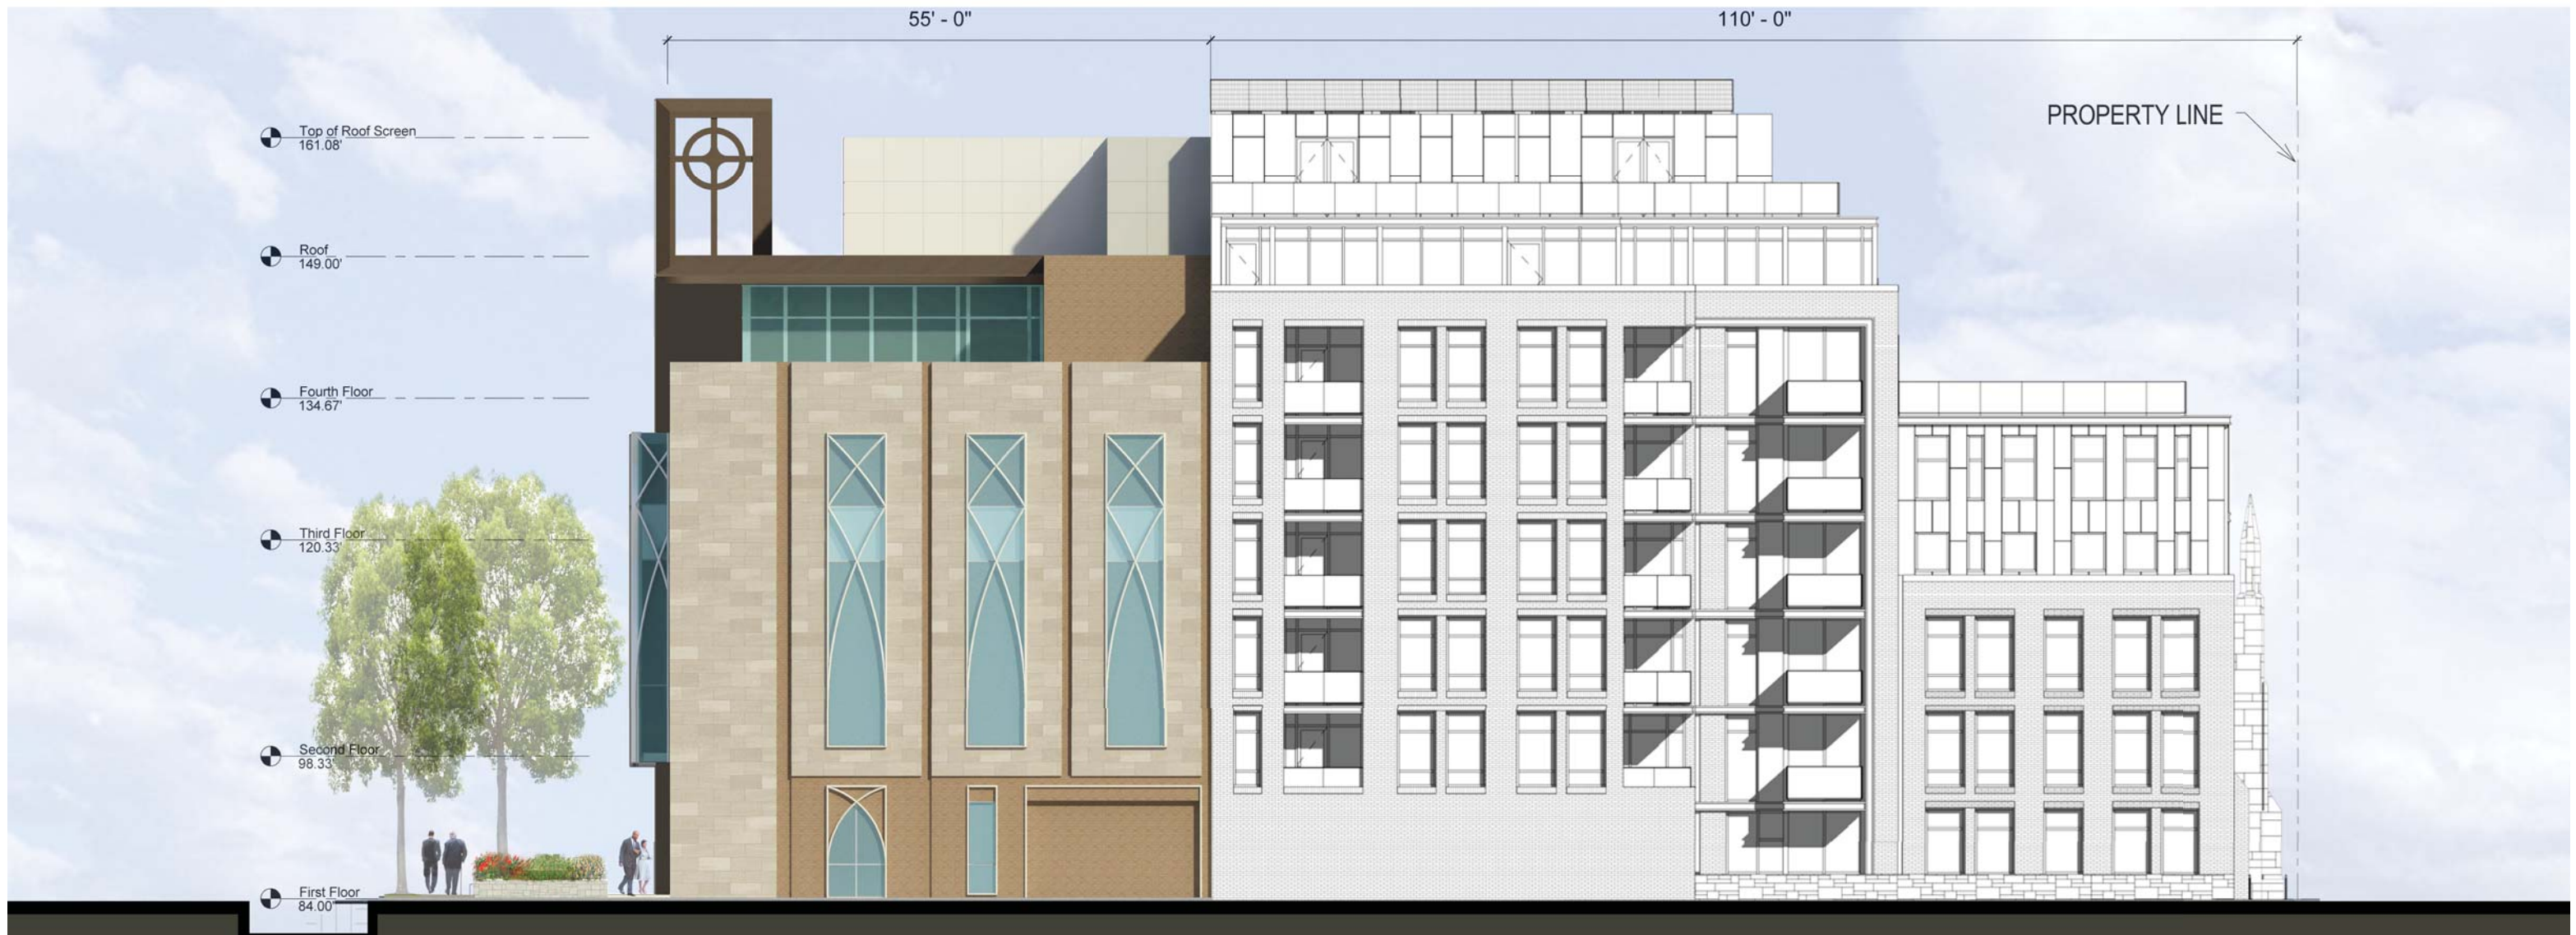 55' - 0"
110' - 0"
PROPERTY LINE
Top of Roof Screen
161.08'
Roof
149.00'
Fourth Floor
134.67'
Third Floor
120.33'
Second Floor
98.33'
First Floor
84.00'